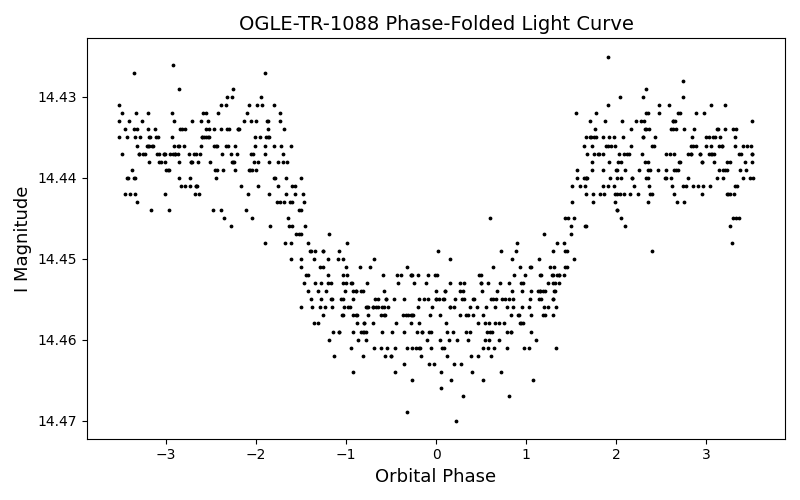 OGLE-TR-1088 Phase-Folded Light Curve
14.43
14.44
14.45
14.46
14.47
I Magnitude
−3 −2 −1 0 1 2 3
Orbital Phase